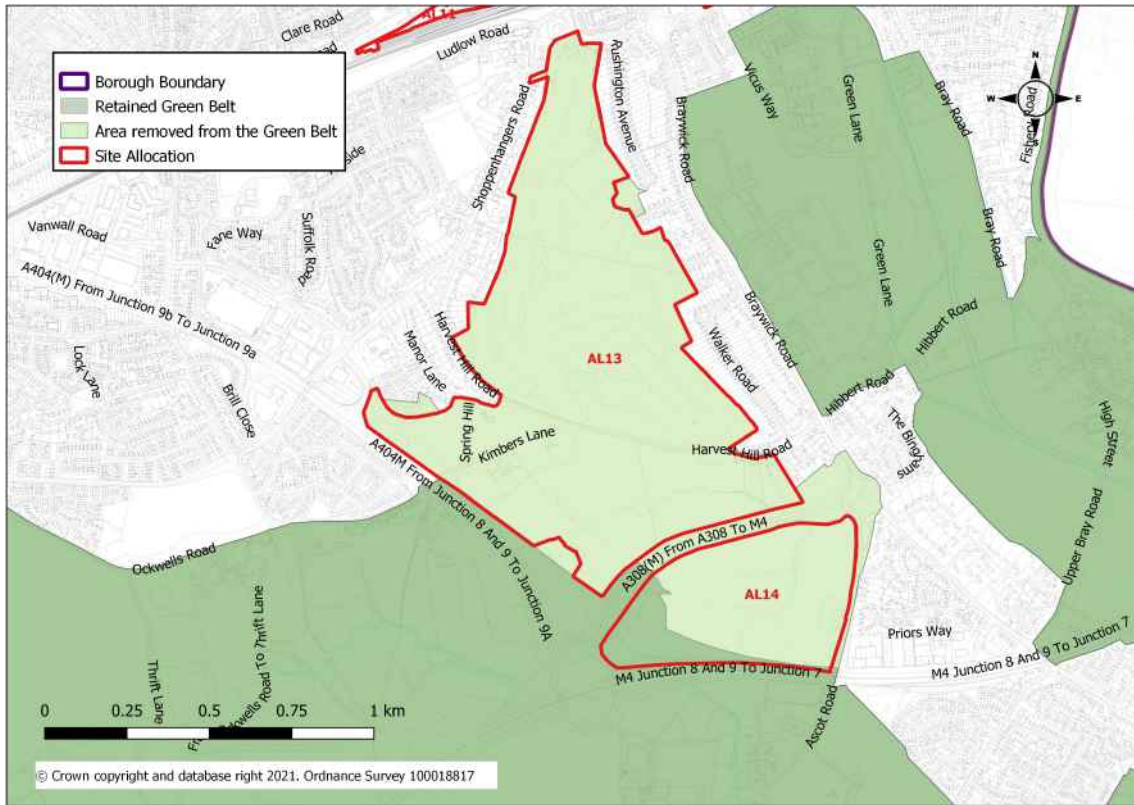 AL11
Clare Road
Road
Ludlow Road
Borough Boundary
Retained Green Belt
Area removed from the Green Belt
Site Allocation
N
W
E
Rushington Avenue
Vicus Way
Green Lane
Bray Road
Fisher Road
Braywick Road
Shoppenhangers Road
Vanwall Road
Fane Way
Suffolk Road
A404(M) From Junction 9b To Junction 9a
Green Lane
Bray Road
Hibbert Road
Lock Lane
Brill Close
Manor Lane
Harvest Hill Road
AL13
Walker Road
Braywick Road
Hibbert Road
The Binghams
High Street
Spring Hill
Kimbers Lane
Harvest Hill Road
A404M From Junction 8 And 9 To Junction 9A
A308(M) From A308 To M4
Upper Bray Road
Ockwells Road
AL14
Priors Way
Thrift Lane
M4 Junction 8 And 9 To Junction 7
M4 Junction 8 And 9 To Junction 7
Ascot Road
0 0.25 0.5 0.75 1 km
© Crown copyright and database right 2021. Ordnance Survey 100018817